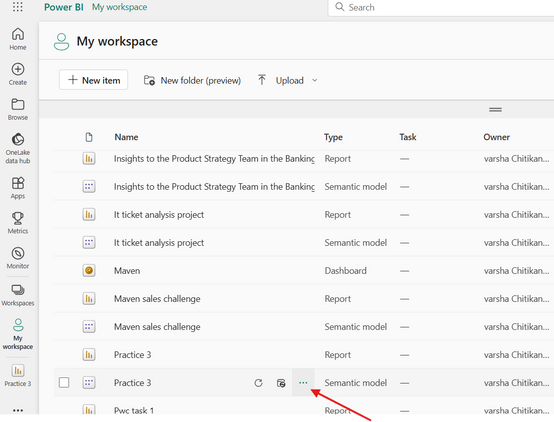 Power BI My workspace
Search
Home
Create
Browse
OneLake
data hub
Apps
Metrics
Monitor
Workspaces
My
workspace
Practice 3
My workspace
New item New folder (preview) Upload
Name Type Task Owner
Insights to the Product Strategy Team in the Banking Report — varsha Chitikan...
Insights to the Product Strategy Team in the Banking Semantic model — varsha Chitikan...
It ticket analysis project Report — varsha Chitikan...
It ticket analysis project Semantic model — varsha Chitikan...
Maven Dashboard — varsha Chitikan...
Maven sales challenge Report — varsha Chitikan...
Maven sales challenge Semantic model — varsha Chitikan...
Practice 3 Report — varsha Chitikan...
Practice 3 Semantic model — varsha Chitikan...
Pwc task 1 Report — varsha Chitikan...